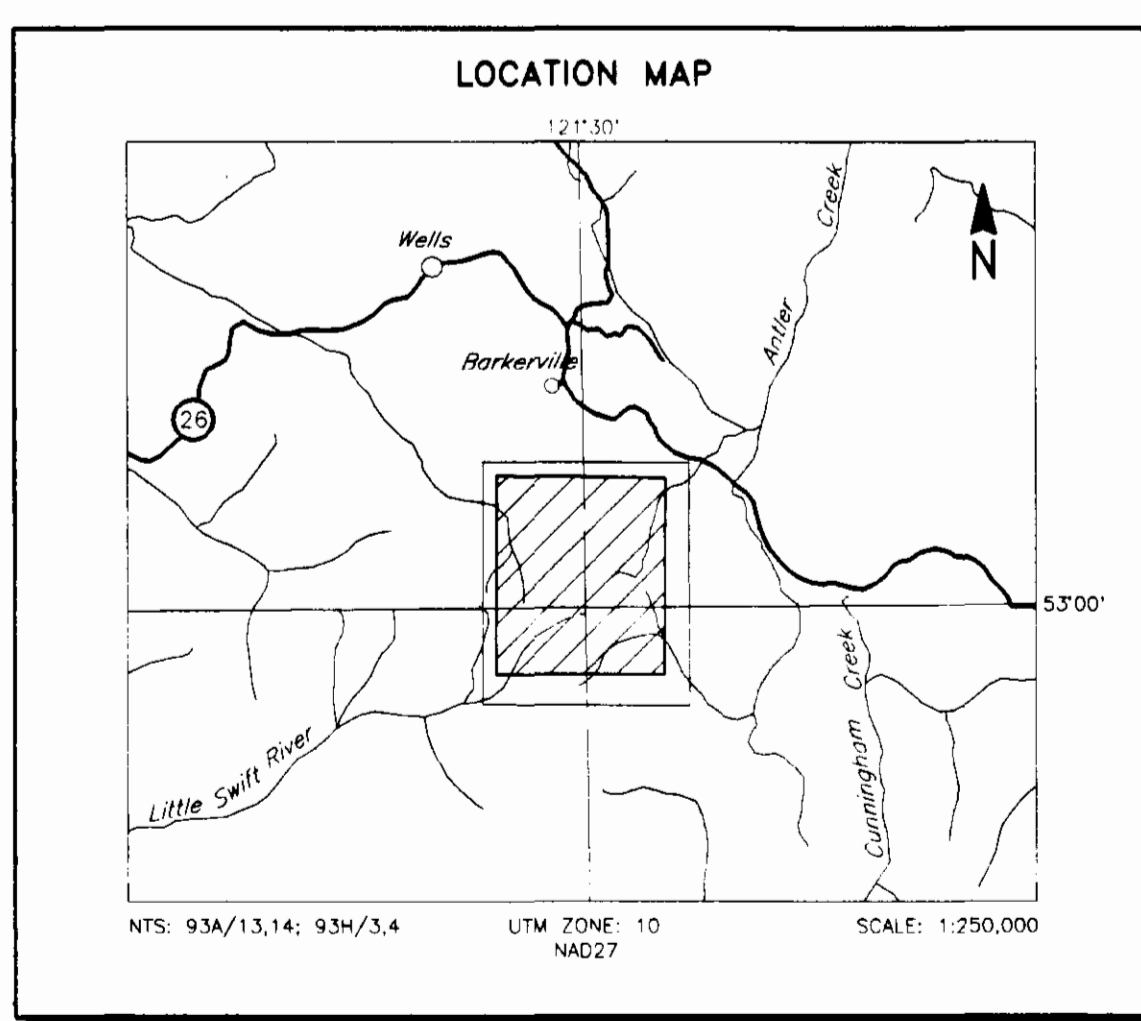 LOCATION MAP
121°30'
Wells
Antler Creek
N
Barkerville
26
53°00'
Cunningham Creek
Little Swift River
NTS: 93A/13,14; 93H/3,4
UTM ZONE: 10
NAD27
SCALE: 1:250,000